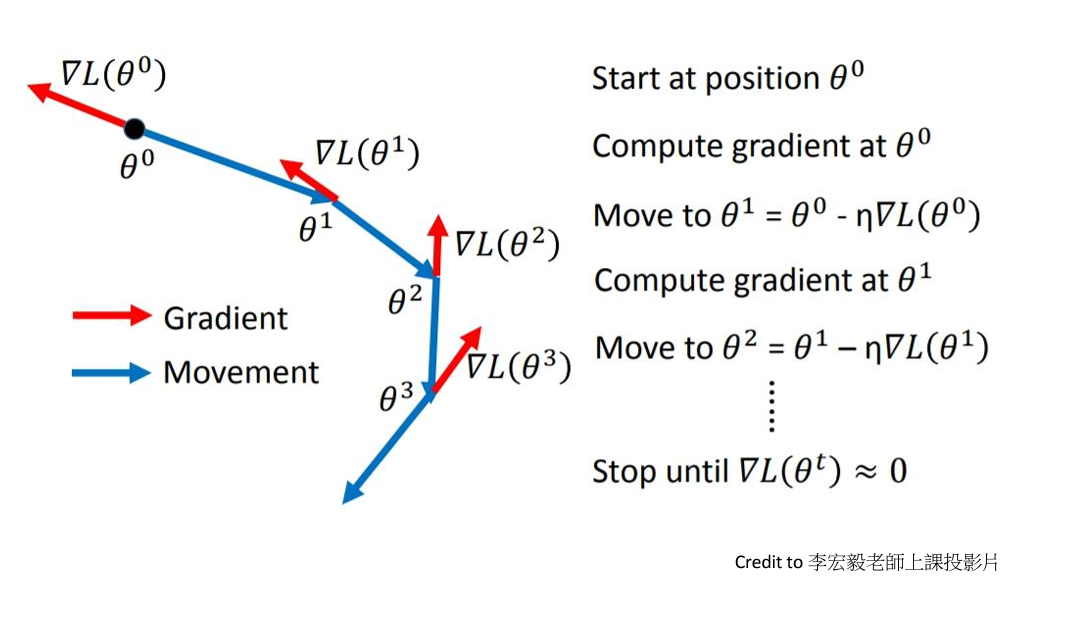 ∇L(θ⁰)
θ⁰
∇L(θ¹)
θ¹
∇L(θ²)
θ²
∇L(θ³)
θ³
Gradient
Movement
Start at position θ⁰
Compute gradient at θ⁰
Move to θ¹ = θ⁰ - η∇L(θ⁰)
Compute gradient at θ¹
Move to θ² = θ¹ – η∇L(θ¹)
Stop until ∇L(θᵗ) ≈ 0
Credit to 李宏毅老師上課投影片